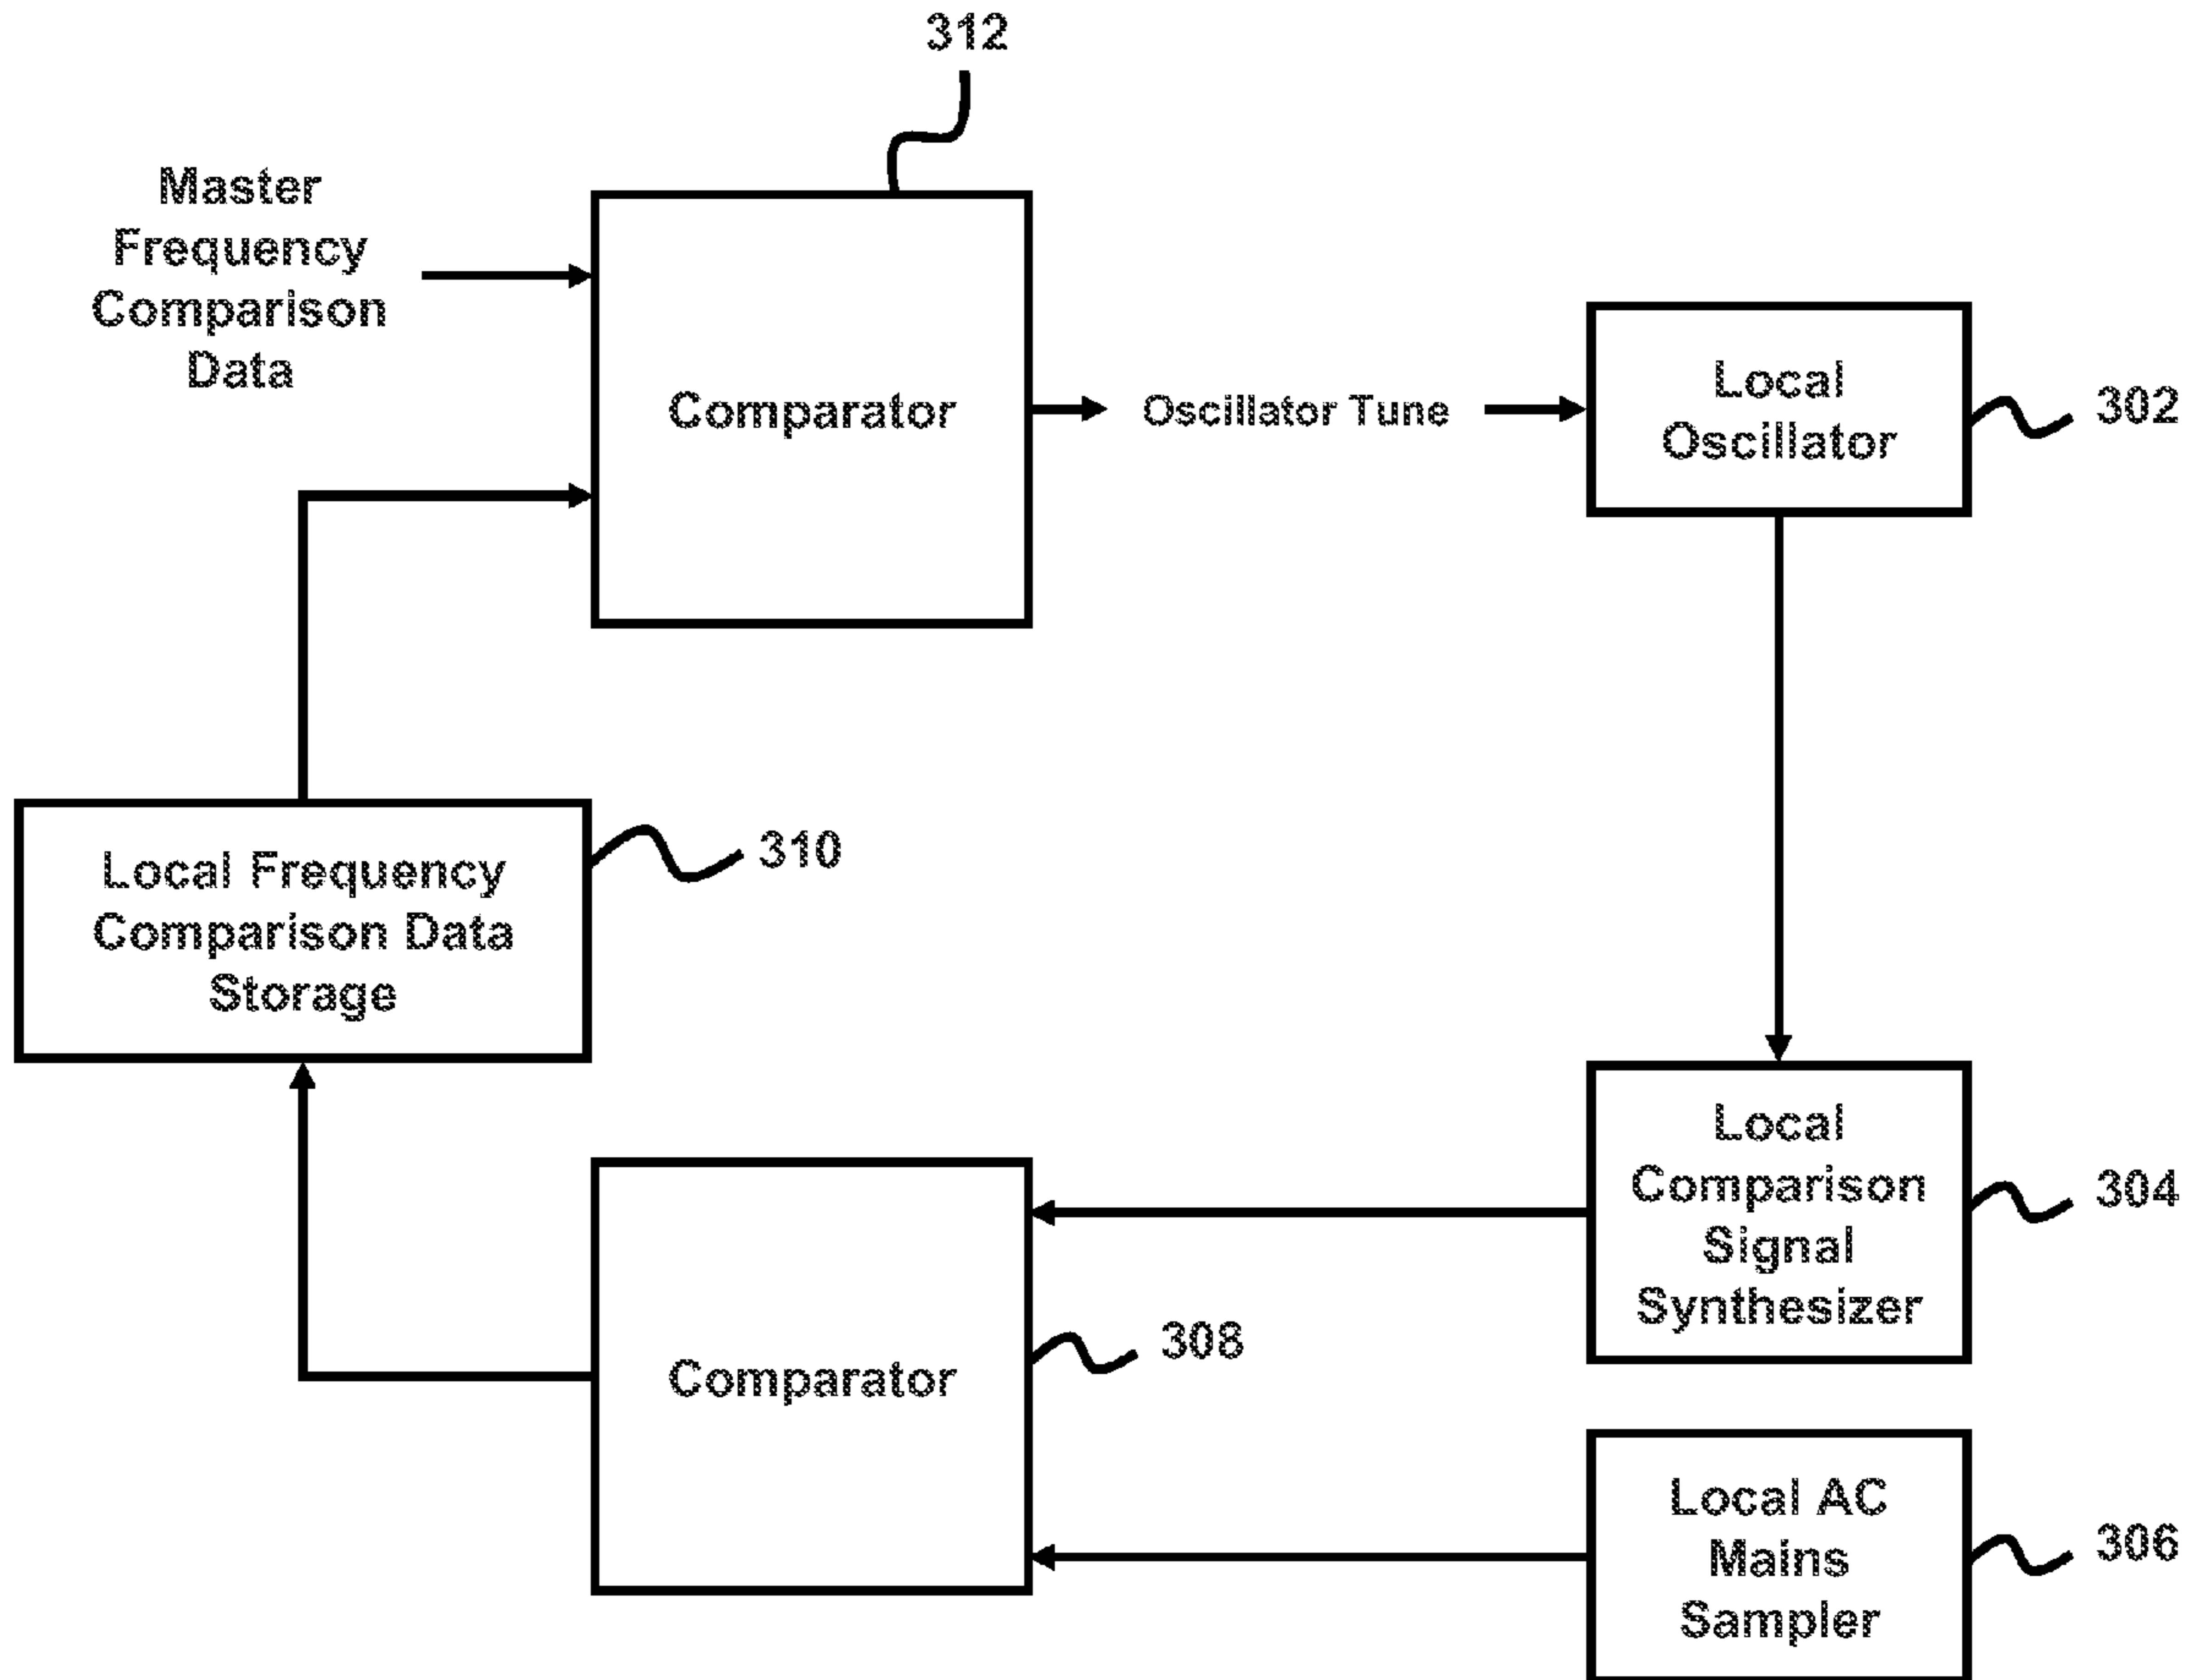 312
Master
Frequency
Comparison
Data
Comparator
Oscillator Tune
Local
Oscillator
302
Local Frequency
Comparison Data
Storage
310
Local
Comparison
Signal
Synthesizer
304
Comparator
308
Local AC
Mains
Sampler
306